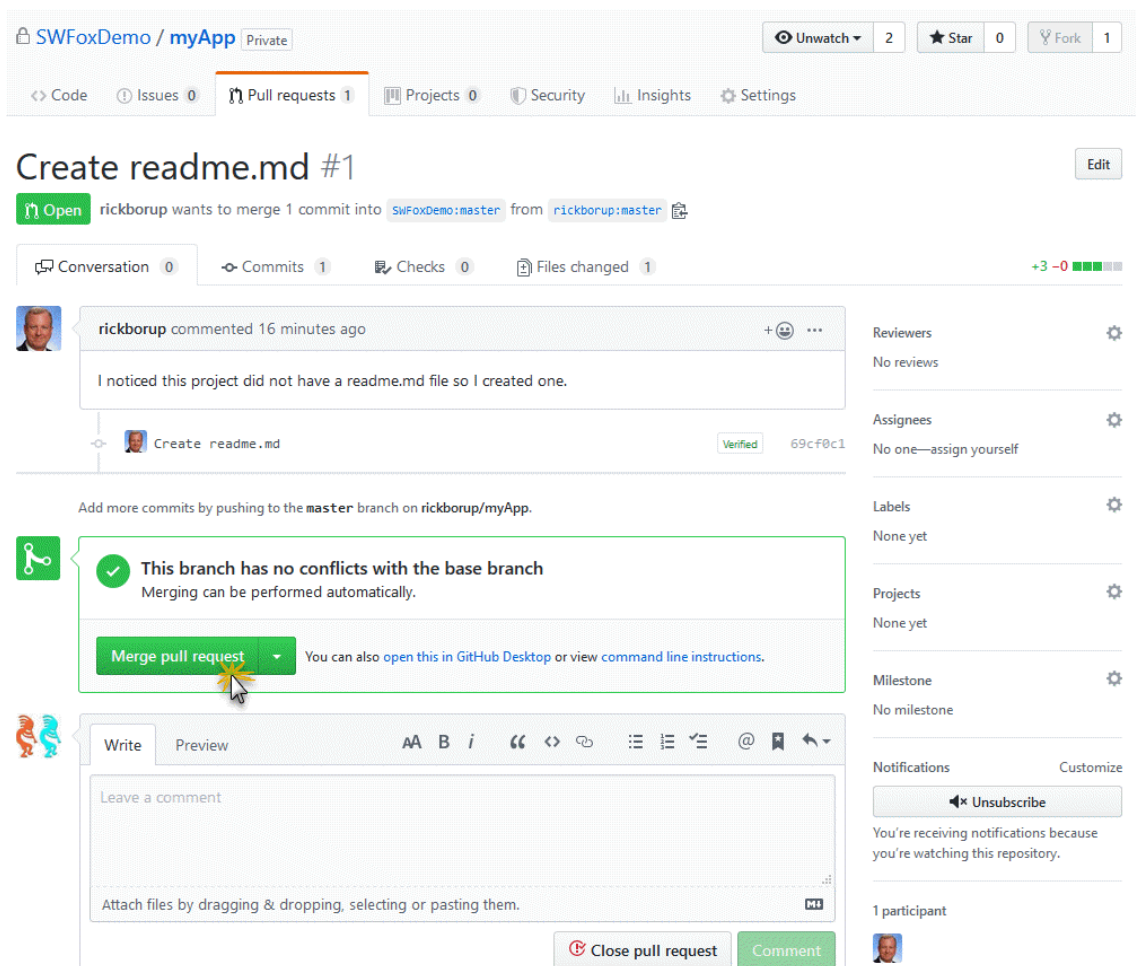 SWFoxDemo / myApp Private
Unwatch 2 Star 0 Fork 1
Code Issues 0 Pull requests 1 Projects 0 Security Insights Settings
Create readme.md #1
Edit
Open rickborup wants to merge 1 commit into SWFoxDemo:master from rickborup:master
Conversation 0 Commits 1 Checks 0 Files changed 1
+3 −0
rickborup commented 16 minutes ago
I noticed this project did not have a readme.md file so I created one.
Create readme.md Verified 69cf0c1
Add more commits by pushing to the master branch on rickborup/myApp.
This branch has no conflicts with the base branch
Merging can be performed automatically.
Merge pull request
You can also open this in GitHub Desktop or view command line instructions.
Write Preview
AA B i
Leave a comment
Attach files by dragging & dropping, selecting or pasting them.
Close pull request Comment
Reviewers
No reviews
Assignees
No one—assign yourself
Labels
None yet
Projects
None yet
Milestone
No milestone
Notifications Customize
Unsubscribe
You're receiving notifications because
you're watching this repository.
1 participant